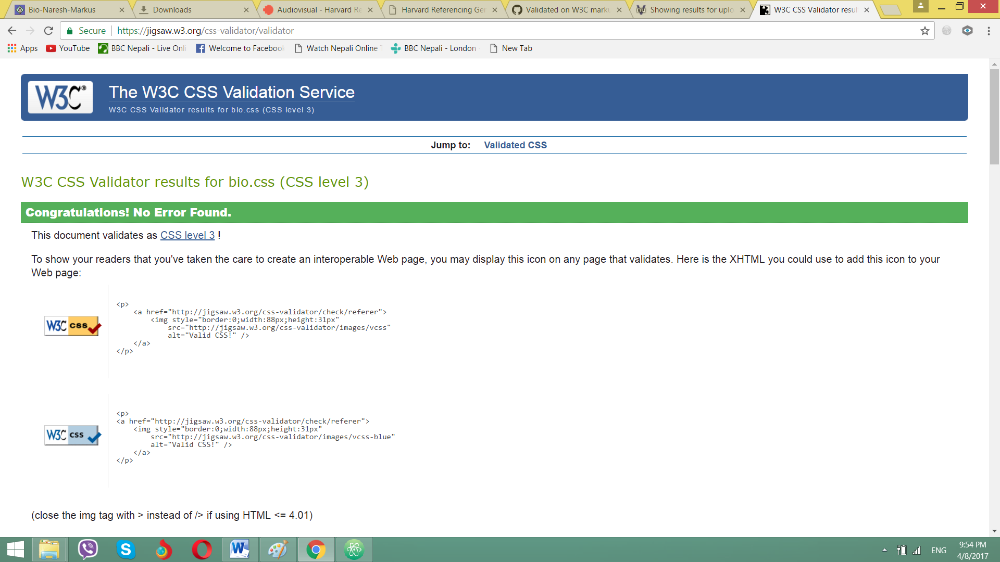 Bio-Naresh-Markus
Downloads
Audiovisual - Harvard Re
Harvard Referencing Ger
Validated on W3C marku
Showing results for uplo
W3C CSS Validator resul
Secure
https://jigsaw.w3.org/css-validator/validator
Apps
YouTube
BBC Nepali - Live Onli
Welcome to Facebook
Watch Nepali Online T
BBC Nepali - London
New Tab
W3C®
The W3C CSS Validation Service
W3C CSS Validator results for bio.css (CSS level 3)
Jump to: Validated CSS
W3C CSS Validator results for bio.css (CSS level 3)
Congratulations! No Error Found.
This document validates as CSS level 3 !
To show your readers that you've taken the care to create an interoperable Web page, you may display this icon on any page that validates. Here is the XHTML you could use to add this icon to your
Web page:
W3C css
<p>
<a href="http://jigsaw.w3.org/css-validator/check/referer">
<img style="border:0;width:88px;height:31px"
src="http://jigsaw.w3.org/css-validator/images/vcss"
alt="Valid CSS!" />
</a>
</p>
W3C css
<p>
<a href="http://jigsaw.w3.org/css-validator/check/referer">
<img style="border:0;width:88px;height:31px"
src="http://jigsaw.w3.org/css-validator/images/vcss-blue"
alt="Valid CSS!" />
</a>
</p>
(close the img tag with > instead of /> if using HTML <= 4.01)
ENG
9:54 PM
4/8/2017